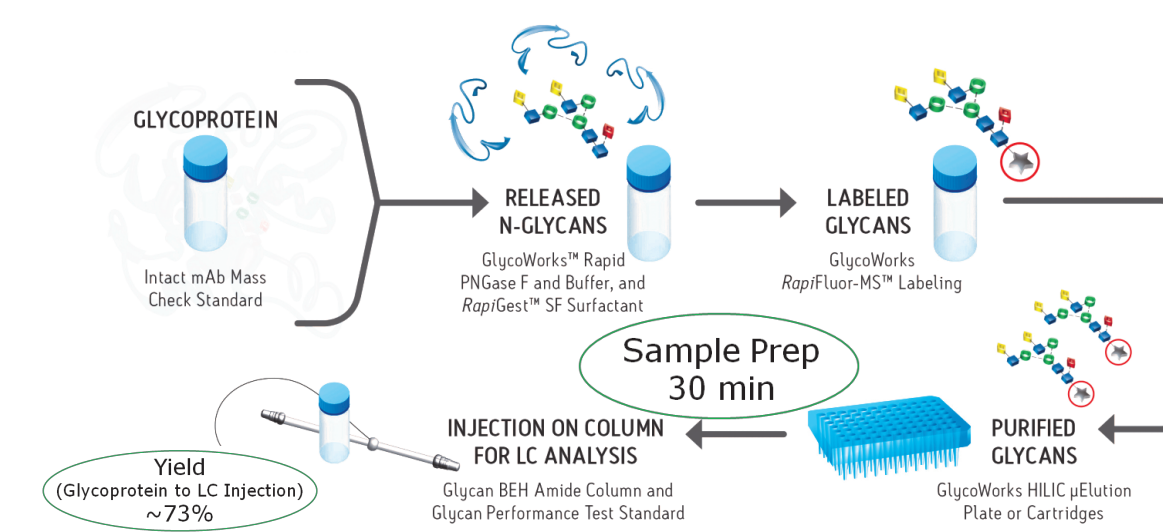 GLYCOPROTEIN
Intact mAb Mass
Check Standard
RELEASED
N-GLYCANS
GlycoWorks™ Rapid
PNGase F and Buffer, and
RapiGest™ SF Surfactant
LABELED
GLYCANS
GlycoWorks
RapiFluor-MS™ Labeling
Sample Prep
30 min
PURIFIED
GLYCANS
GlycoWorks HILIC µElution
Plate or Cartridges
INJECTION ON COLUMN
FOR LC ANALYSIS
Glycan BEH Amide Column and
Glycan Performance Test Standard
Yield
(Glycoprotein to LC Injection)
~73%